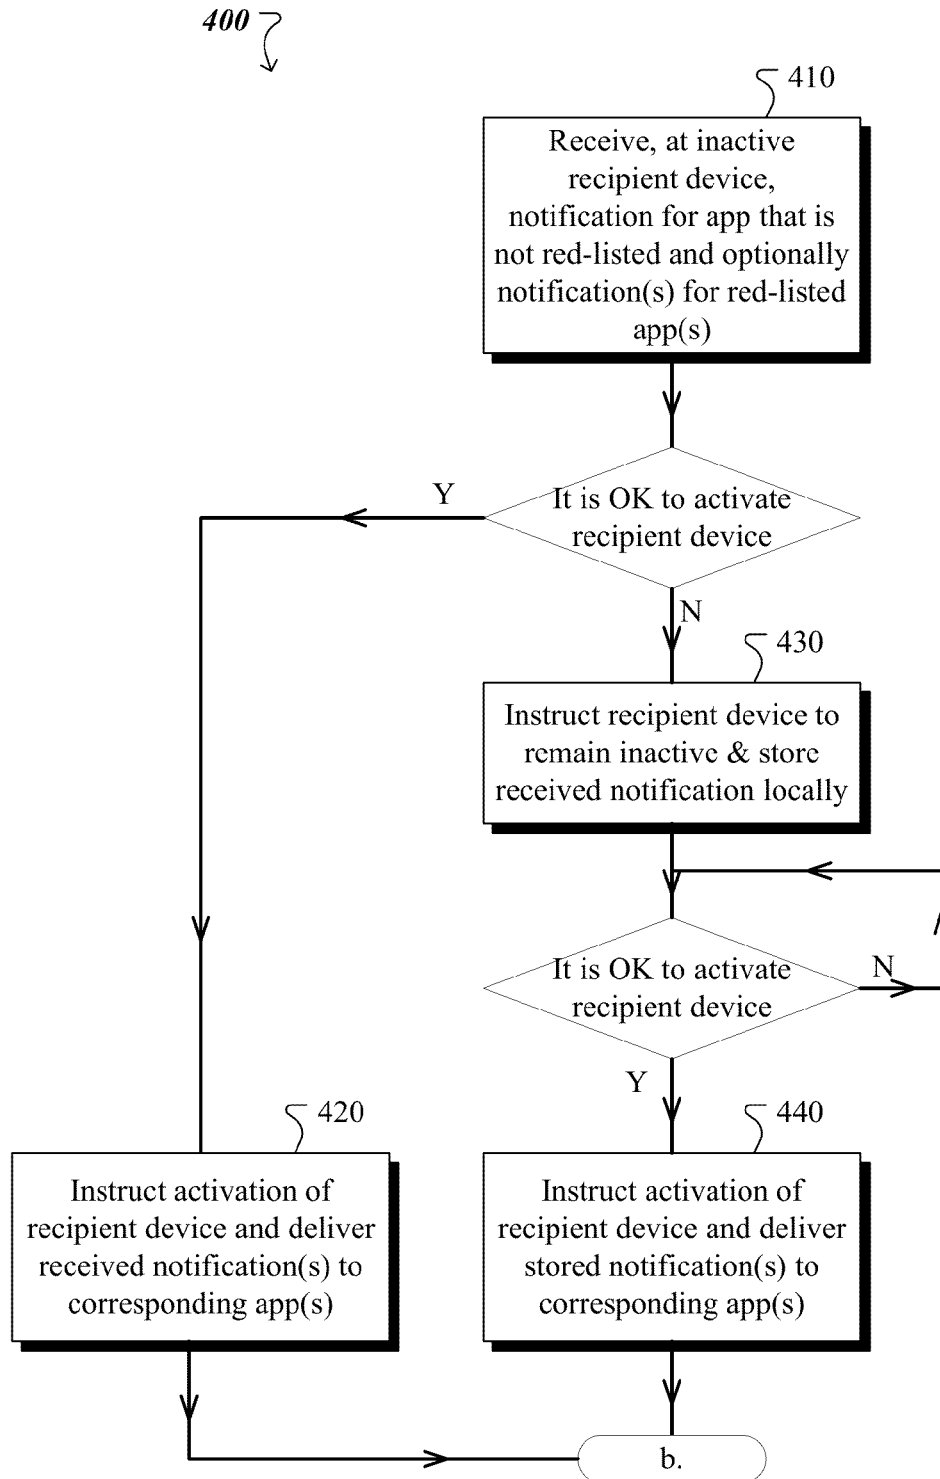 400
410
Receive, at inactive
recipient device,
notification for app that is
not red-listed and optionally
notification(s) for red-listed
app(s)
It is OK to activate
recipient device
Y
N
430
Instruct recipient device to
remain inactive & store
received notification locally
It is OK to activate
recipient device
N
Y
420
Instruct activation of
recipient device and deliver
received notification(s) to
corresponding app(s)
440
Instruct activation of
recipient device and deliver
stored notification(s) to
corresponding app(s)
b.